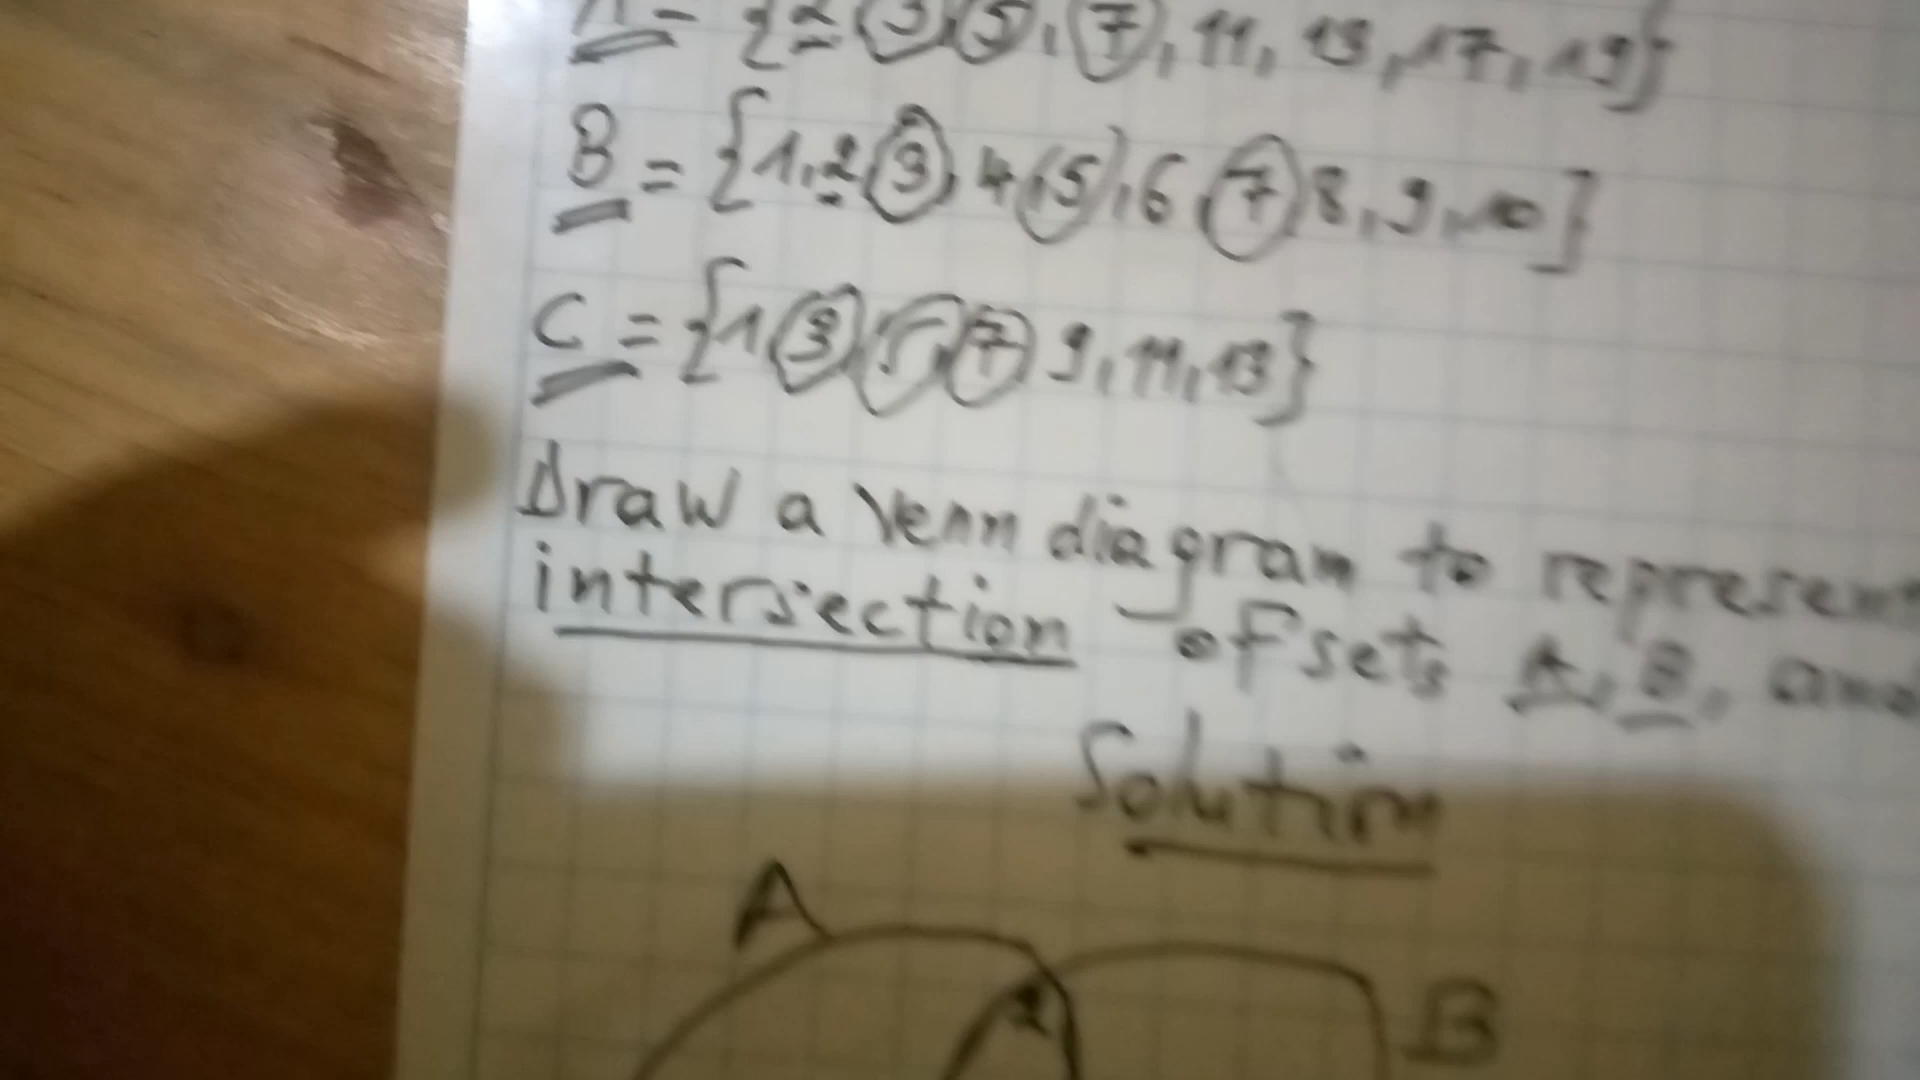 A = {2, 3, 5, 7, 11, 13, 17, 19}
B = {1, 2, 3, 4, 5, 6, 7, 8, 9, 10}
C = {1, 3, 5, 7, 9, 11, 13}
Draw a Venn diagram to represent
intersection of sets A, B, and
Solution
A
2
B